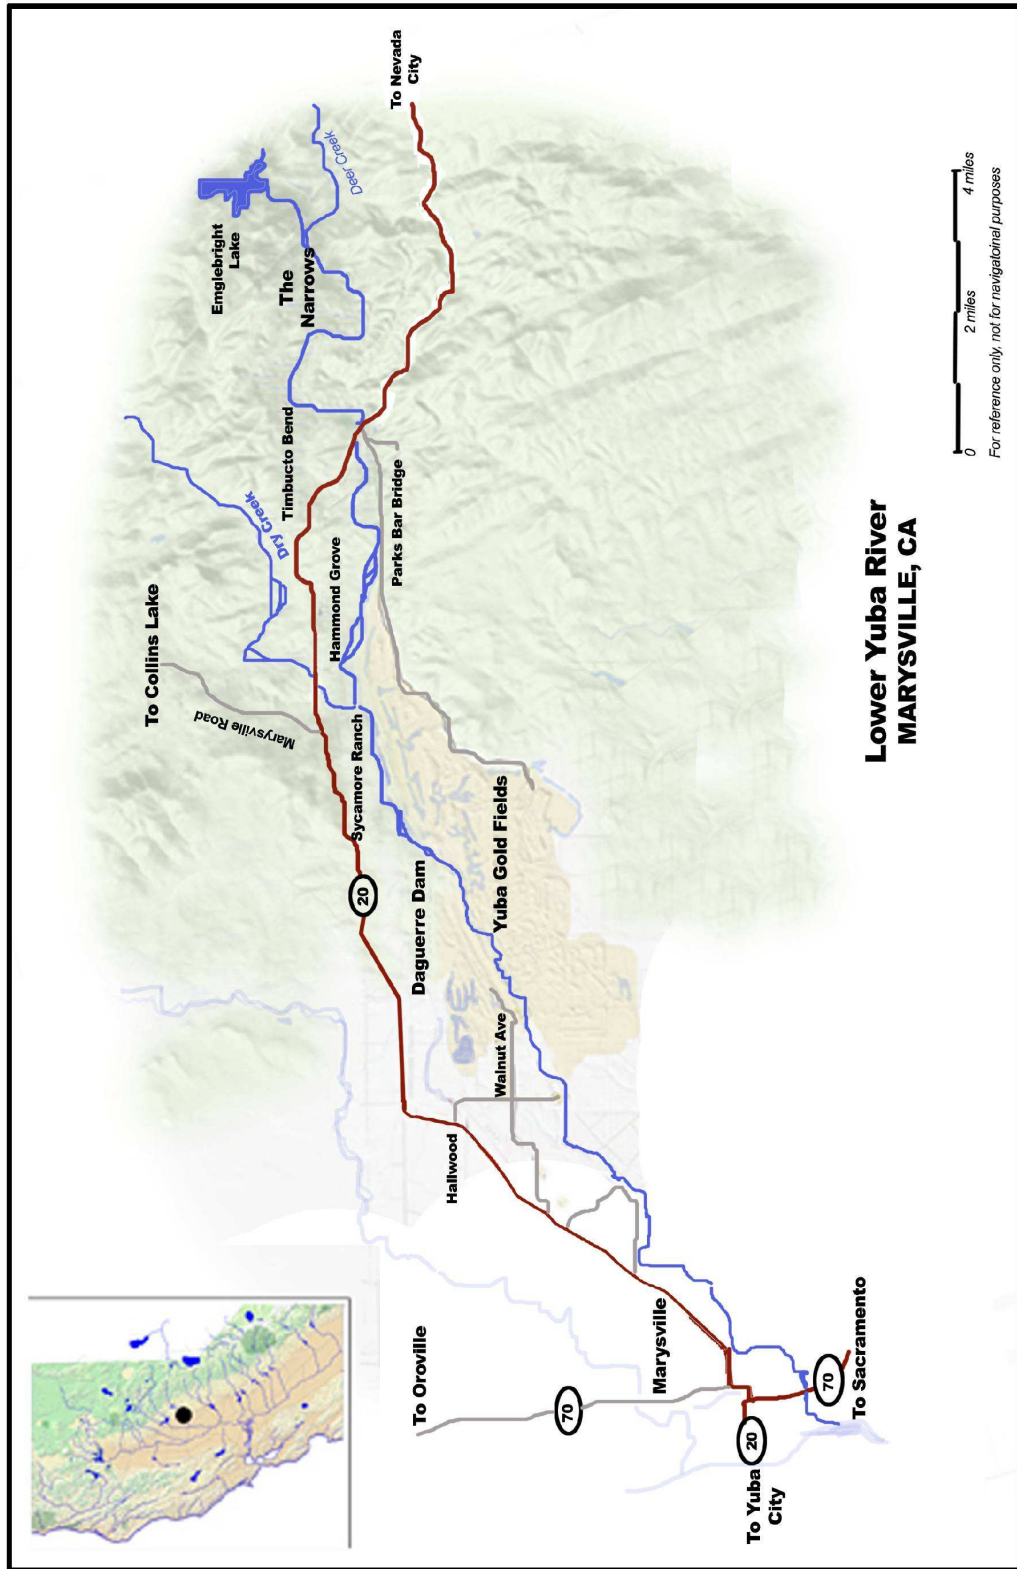 To Nevada
City
Deer Creek
Emglebright
Lake
The
Narrows
Timbucto Bend
Dry Creek
Parks Bar Bridge
Hammond Grove
To Collins Lake
Marysville Road
Sycamore Ranch
20
Daguerre Dam
Yuba Gold Fields
Walnut Ave
Hallwood
To Oroville
70
Marysville
20
70
To Yuba
City
To Sacramento
Lower Yuba River
MARYSVILLE, CA
0
2 miles
4 miles
For reference only, not for navigatoinal purposes